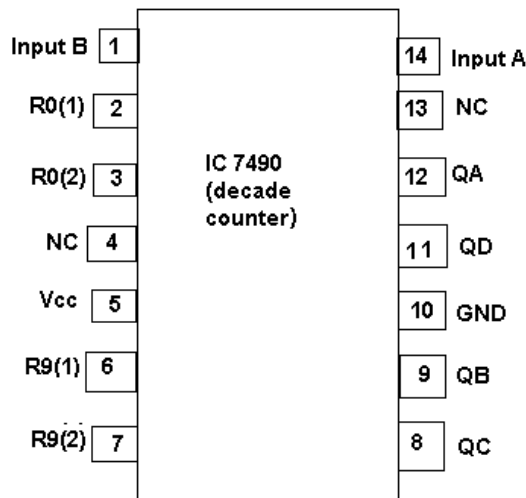 Input B 1
R0(1) 2
R0(2) 3
NC 4
Vcc 5
R9(1) 6
R9(2) 7
IC 7490
(decade
counter)
14 Input A
13 NC
12 QA
11 QD
10 GND
9 QB
8 QC